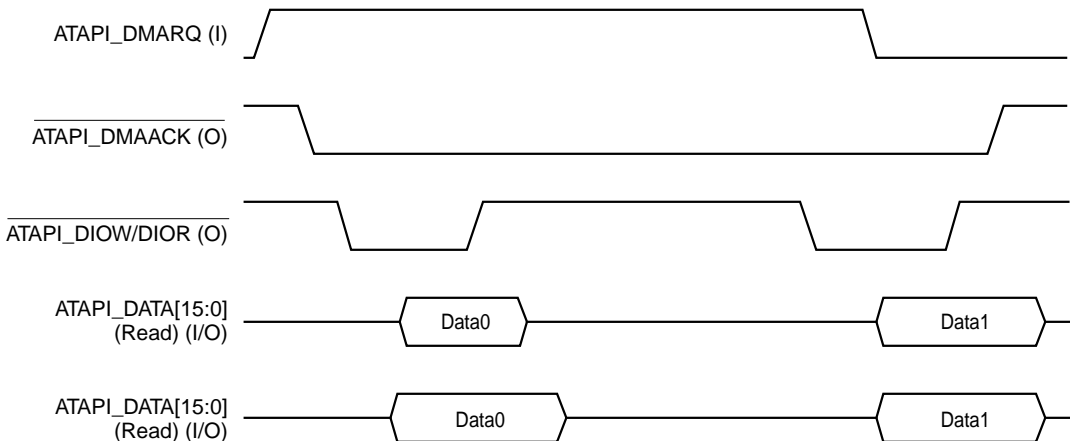 ATAPI_DMARQ (I)
ATAPI_DMAACK (O)
ATAPI_DIOW/DIOR (O)
ATAPI_DATA[15:0]
(Read) (I/O)
Data0
Data1
ATAPI_DATA[15:0]
(Read) (I/O)
Data0
Data1